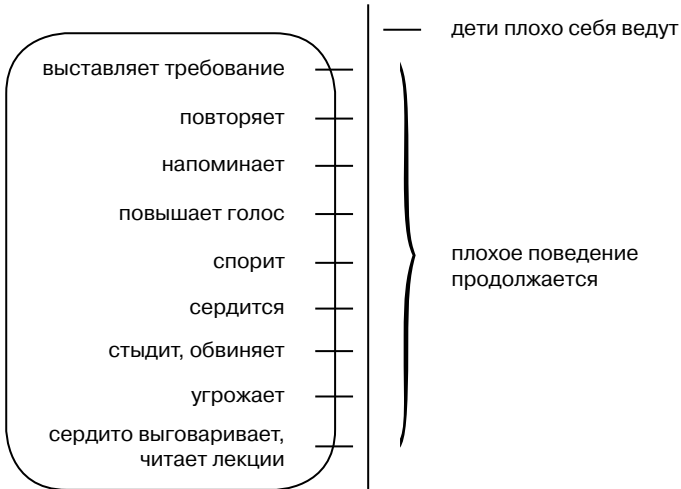 дети плохо себя ведут
выставляет требование
повторяет
напоминает
повышает голос
спорит
плохое поведение
продолжается
сердится
стыдит, обвиняет
угрожает
сердито выговаривает,
читает лекции